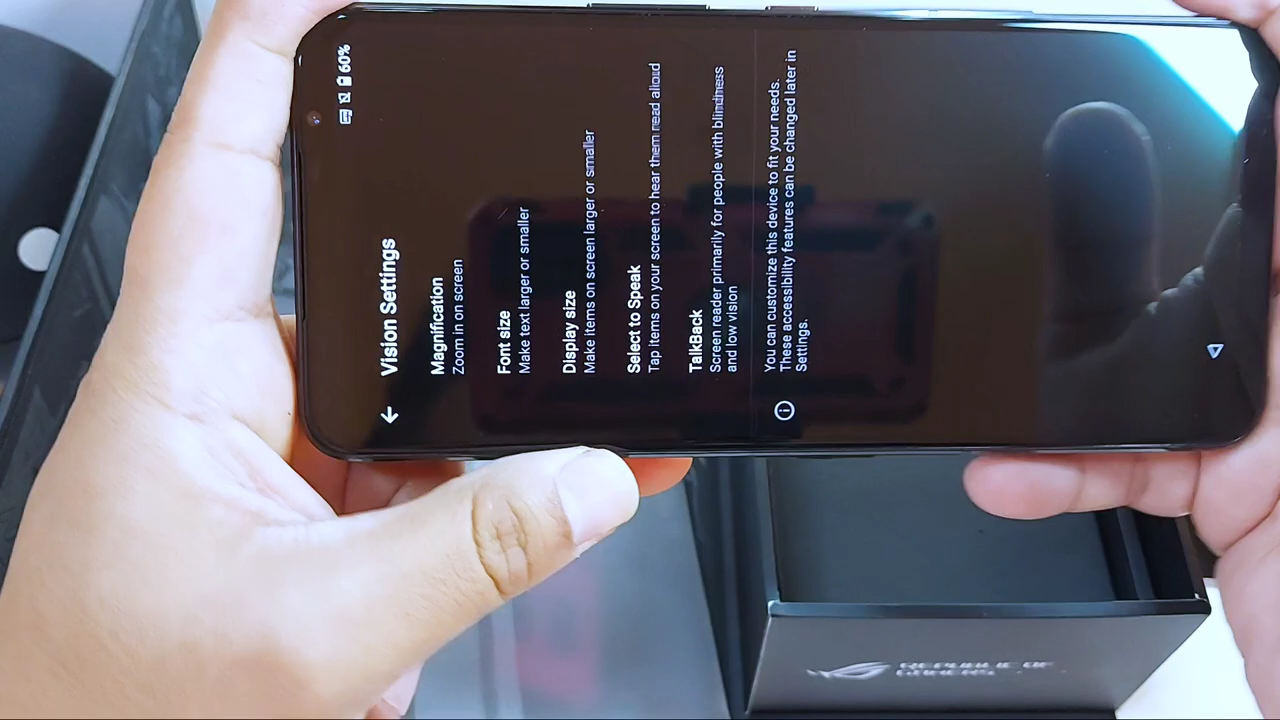 60%
Vision Settings
Magnification
Zoom in on screen
Font size
Make text larger or smaller
Display size
Make items on screen larger or smaller
Select to Speak
Tap items on your screen to hear them read aloud
TalkBack
Screen reader primarily for people with blindness
and low vision
You can customize this device to fit your needs.
These accessibility features can be changed later in
Settings.
REPUBLIC OF
GAMERS